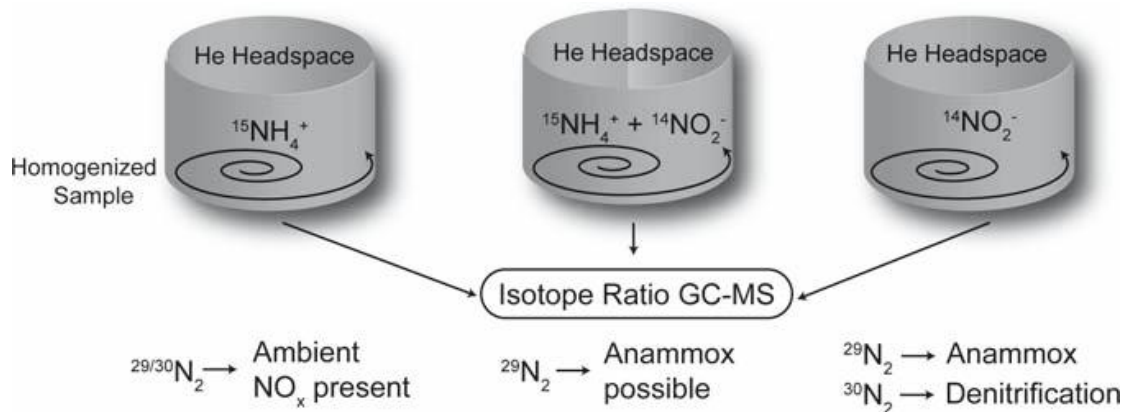 He Headspace
He Headspace
He Headspace
¹⁵NH₄⁺
¹⁵NH₄⁺ + ¹⁴NO₂⁻
¹⁴NO₂⁻
Homogenized
Sample
Isotope Ratio GC-MS
²⁹/³⁰N₂ → Ambient
NOₓ present
²⁹N₂ → Anammox
possible
²⁹N₂ → Anammox
³⁰N₂ → Denitrification